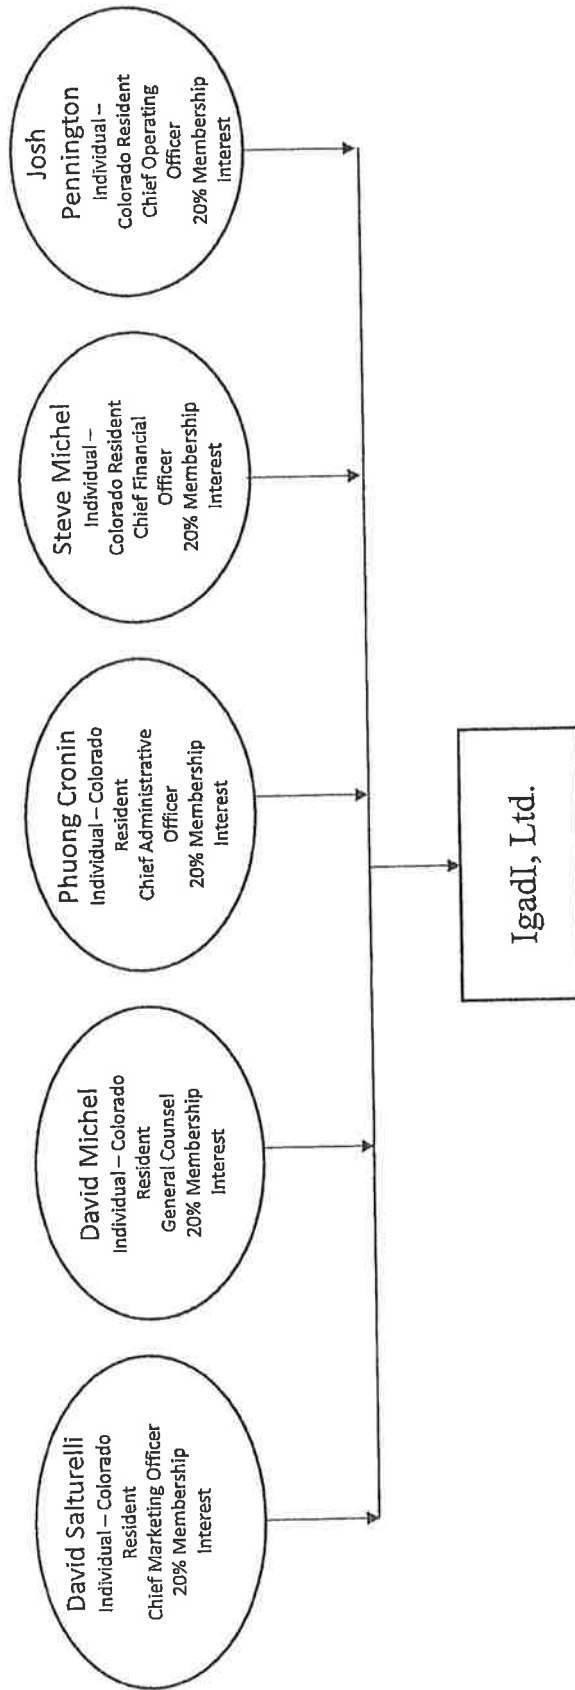 David Salturelli
Individual – Colorado
Resident
Chief Marketing Officer
20% Membership
Interest
David Michel
Individual – Colorado
Resident
General Counsel
20% Membership
Interest
Phuong Cronin
Individual – Colorado
Resident
Chief Administrative
Officer
20% Membership
Interest
Steve Michel
Individual –
Colorado Resident
Chief Financial
Officer
20% Membership
Interest
Josh
Pennington
Individual –
Colorado Resident
Chief Operating
Officer
20% Membership
Interest
IgadI, Ltd.